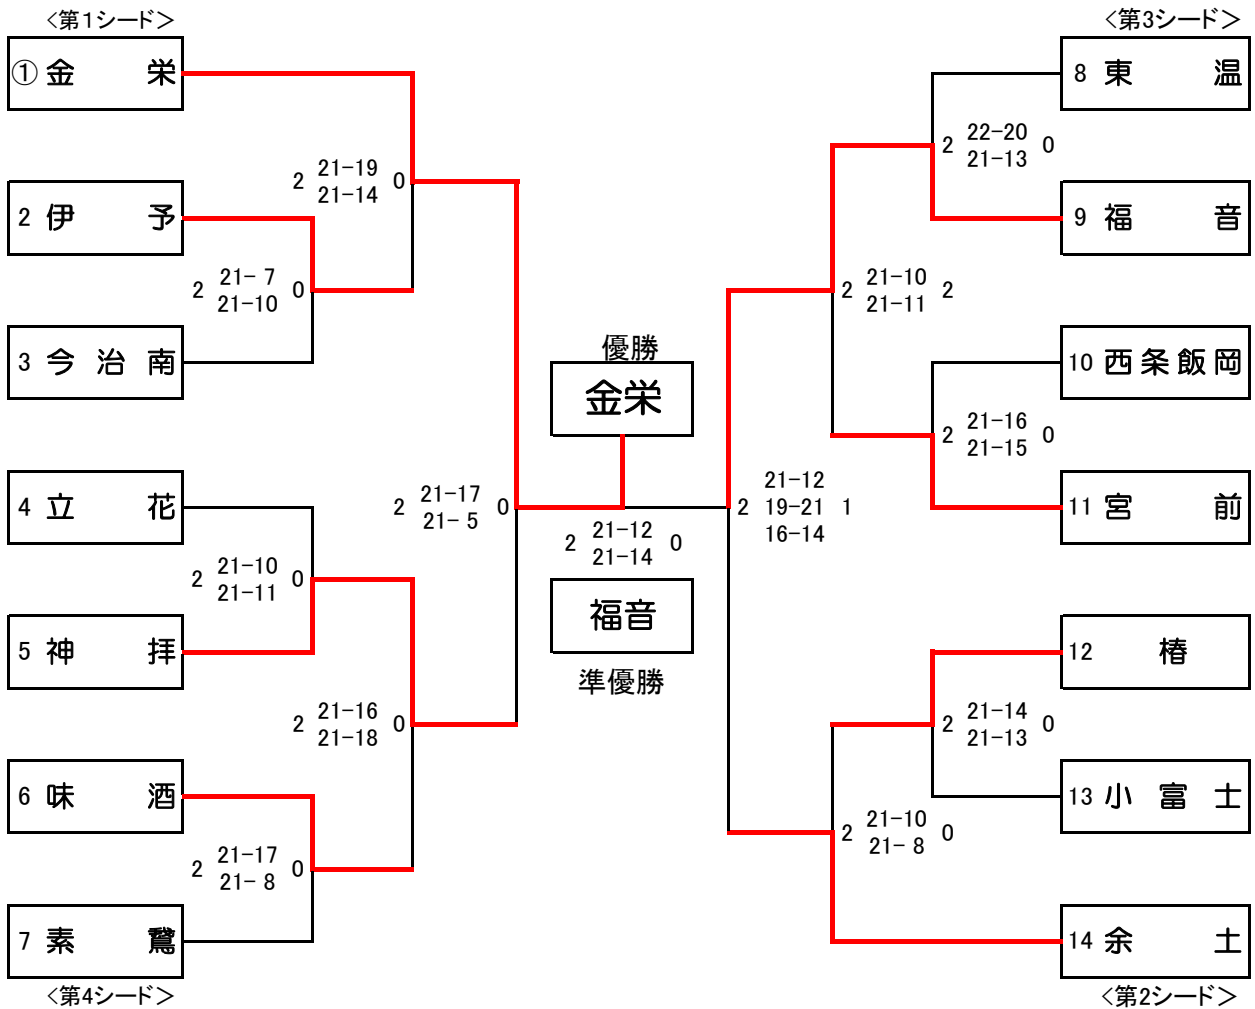 <第1シード>
① 金 栄
2 伊 予
3 今 治 南
4 立 花
5 神 拝
6 味 酒
7 素 鵞
<第4シード>
2 21-19 0
21-14
2 21- 7 0
21-10
2 21-10 0
21-11
2 21-16 0
21-18
2 21-17 0
21- 8
2 21-17 0
21- 5
優勝
金栄
2 21-12 0
21-14
福音
準優勝
2 21-12 1
19-21
16-14
2 22-20 0
21-13
2 21-10 2
21-11
2 21-16 0
21-15
2 21-14 0
21-13
2 21-10 0
21- 8
<第3シード>
8 東 温
9 福 音
10 西条飯岡
11 宮 前
12 椿
13 小 富 士
14 余 土
<第2シード>